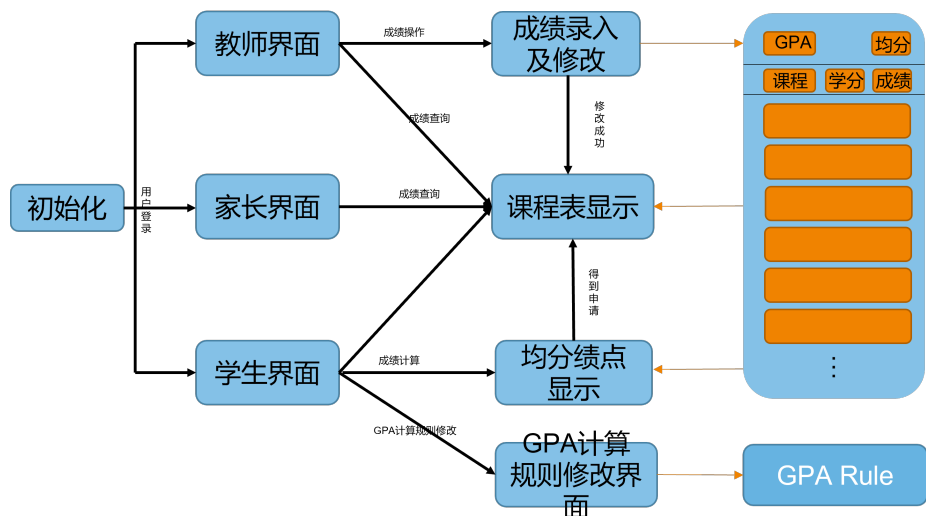 教师界面
成绩操作
成绩录入
及修改
GPA
均分
课程
学分
成绩
成绩查询
修
改
成
功
初始化
用
户
登
录
家长界面
成绩查询
课程表显示
得
到
申
请
学生界面
成绩计算
均分绩点
显示
⋮
GPA计算规则修改
GPA计算
规则修改界
面
GPA Rule